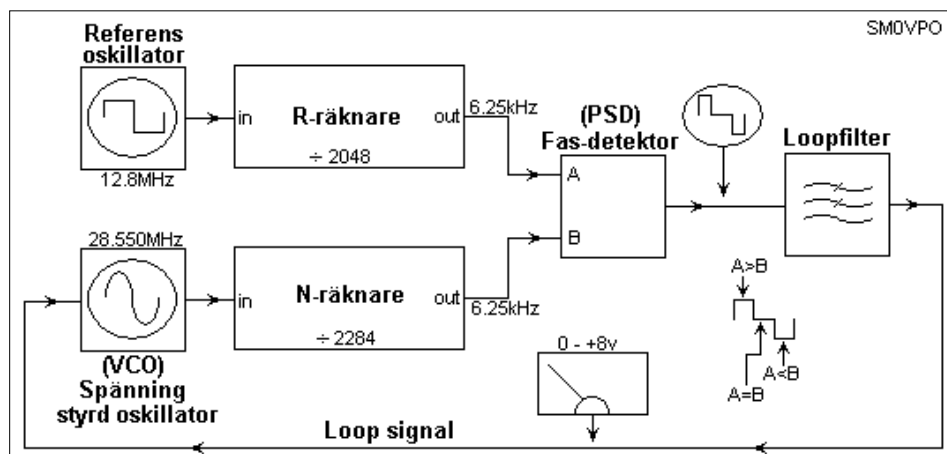 SM0VPO
Referens
oskillator
12.8MHz
in
R-räknare
÷ 2048
out
6.25kHz
(PSD)
Fas-detektor
A
B
Loopfilter
28.550MHz
in
N-räknare
÷ 2284
out
6.25kHz
A>B
A=B
A<B
(VCO)
Spänning
styrd oskillator
0 - +8v
Loop signal